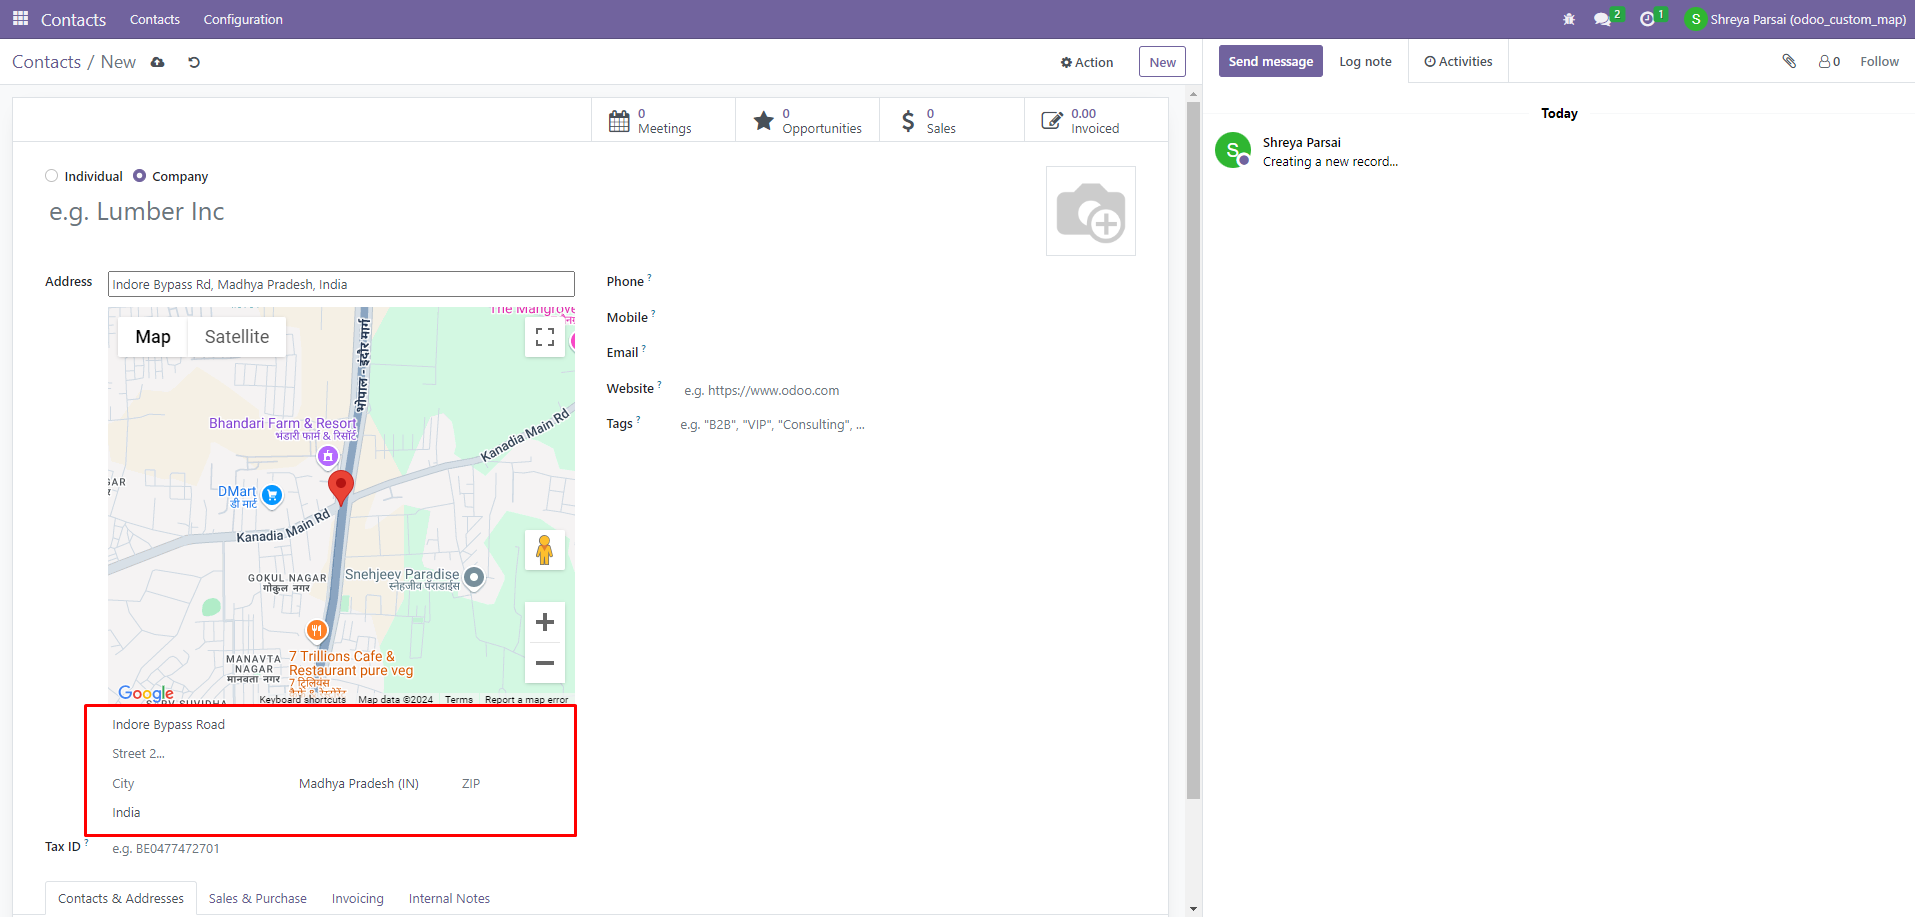 Contacts Contacts Configuration 2 1 S Shreya Parsai (odoo_custom_map)
Contacts / New Action New
Send message Log note Activities 0 Follow
0 Meetings
0 Opportunities
0 Sales
0.00 Invoiced
Today
S Shreya Parsai
Creating a new record...
Individual Company
e.g. Lumber Inc
Address Indore Bypass Rd, Madhya Pradesh, India
Map Satellite
The Mangrove
भोपाल - इंदौर मार्ग
Bhandari Farm & Resort
भंडारी फार्म & रिसॉर्ट
Kanadia Main Rd
DMart
डी मार्ट
Kanadia Main Rd
GOKUL NAGAR
गोकुल नगर
Snehjeev Paradise
स्नेहजीव पॅराडाईस
MANAVTA
NAGAR
मानवता नगर
7 Trillions Cafe &
Restaurant pure veg
Google
Keyboard shortcuts Map data ©2024 Terms Report a map error
Indore Bypass Road
Street 2...
City Madhya Pradesh (IN) ZIP
India
Tax ID ? e.g. BE0477472701
Phone ?
Mobile ?
Email ?
Website ? e.g. https://www.odoo.com
Tags ? e.g. "B2B", "VIP", "Consulting", ...
Contacts & Addresses Sales & Purchase Invoicing Internal Notes